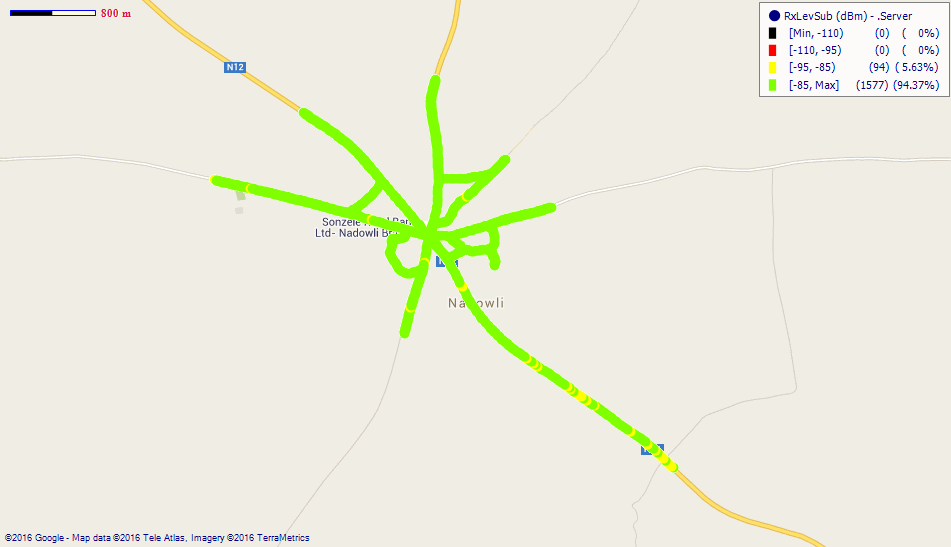 800 m
RxLevSub (dBm) - .Server
[Min, -110) (0) ( 0%)
[-110, -95) (0) ( 0%)
[-95, -85) (94) ( 5.63%)
[-85, Max] (1577) (94.37%)
N12
Sonzele
Ltd- Nadowli
Nadowli
©2016 Google - Map data ©2016 Tele Atlas, Imagery ©2016 TerraMetrics